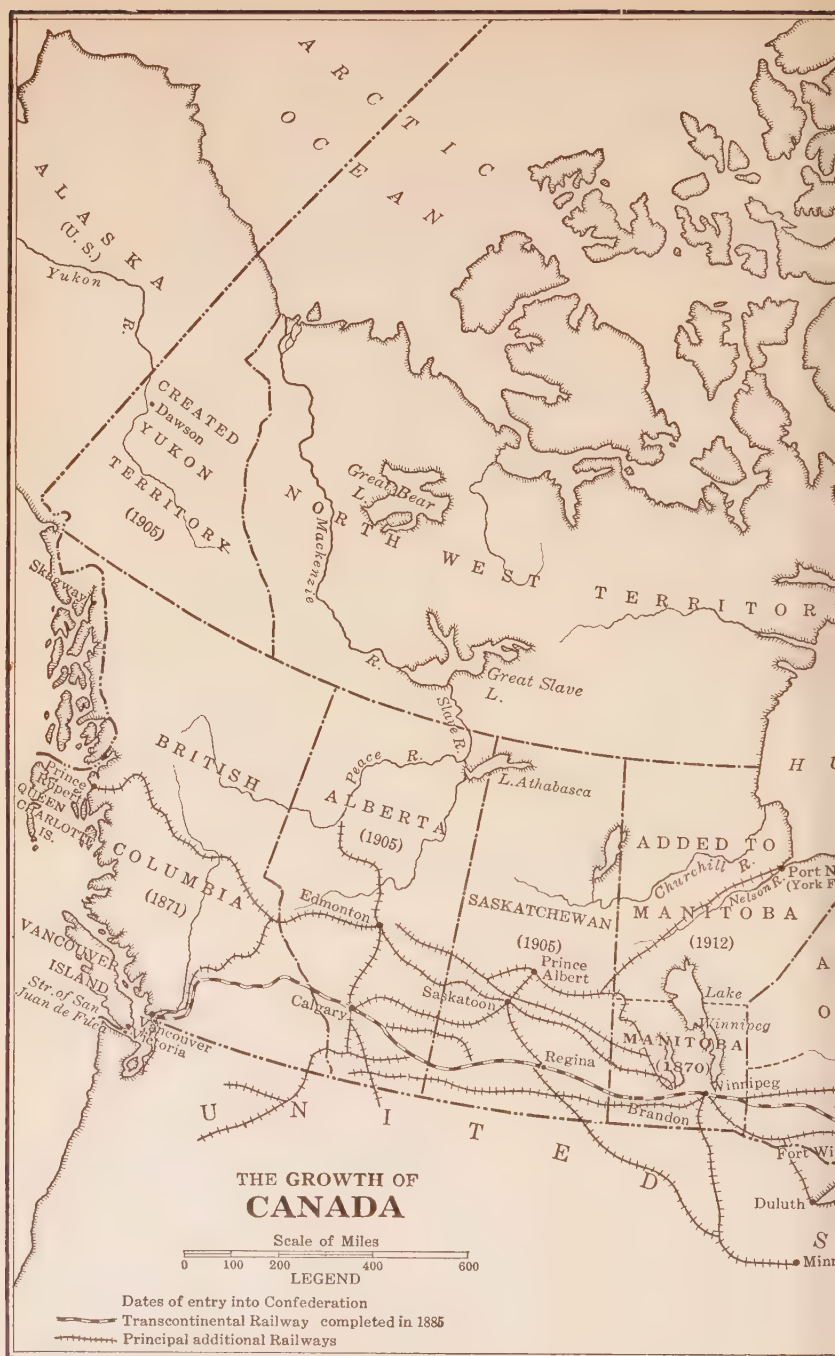 ARCTIC
OCEAN
ALASKA
(U. S.)
Yukon
R.
CREATED
Dawson
YUKON
TERRITORY
(1905)
Great Bear
L.
Mackenzie
R.
NORTH WEST TERRITOR
Skagway
Great Slave
L.
Slave R.
BRITISH
COLUMBIA
(1871)
Peace R.
L. Athabasca
ALBERTA
(1905)
Prince
Rupert
QUEEN
CHARLOTTE
IS.
HU
ADDED TO
MANITOBA
(1912)
Churchill R.
Nelson R.
Port N
(York F
SASKATCHEWAN
(1905)
Edmonton
Prince
Albert
Saskatoon
VANCOUVER
ISLAND
Str. of San
Juan de Fuca
Vancouver
Victoria
Calgary
Lake
Winnipeg
MANITOBA
(1870)
A
O
Regina
Winnipeg
Brandon
UNITED
S
Fort Wi
Duluth
Minn
THE GROWTH OF
CANADA
Scale of Miles
0 100 200 400 600
LEGEND
Dates of entry into Confederation
Transcontinental Railway completed in 1885
Principal additional Railways